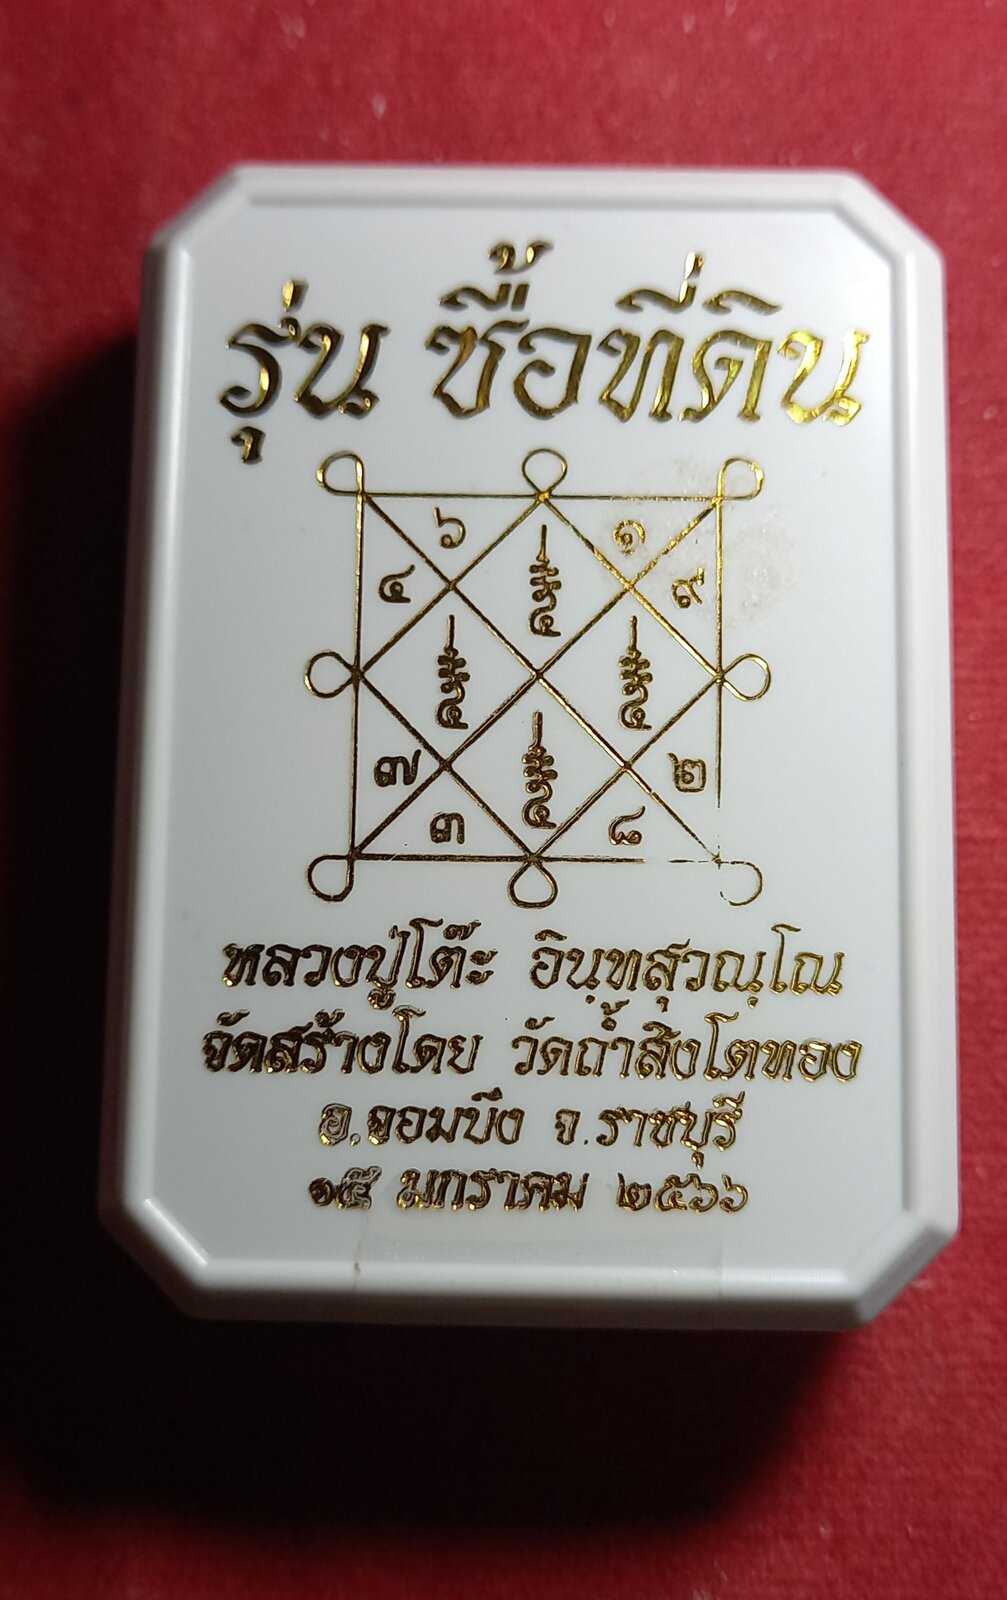 รุ่น ซื้อที่ดิน
๖ ๑
๔ ๙
๗ ๒
๓ ๘
หลวงปู่โต๊ะ อินฺทสุวณฺโณ
จัดสร้างโดย วัดถ้ำสิงโตทอง
อ.จอมบึง จ.ราชบุรี
๑๕ มกราคม ๒๕๖๖